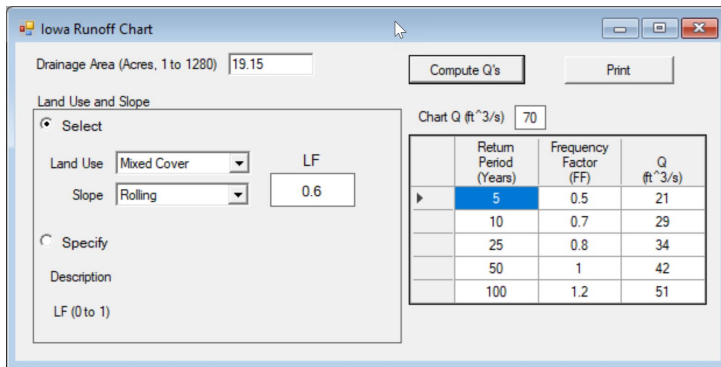 Iowa Runoff Chart
Drainage Area (Acres, 1 to 1280) 19.15
Compute Q's
Print
Land Use and Slope
Select
Land Use Mixed Cover
LF
Slope Rolling
0.6
Specify
Description
LF (0 to 1)
Chart Q (ft^3/s) 70
Return Period (Years) Frequency Factor (FF) Q (ft^3/s)
5 0.5 21
10 0.7 29
25 0.8 34
50 1 42
100 1.2 51